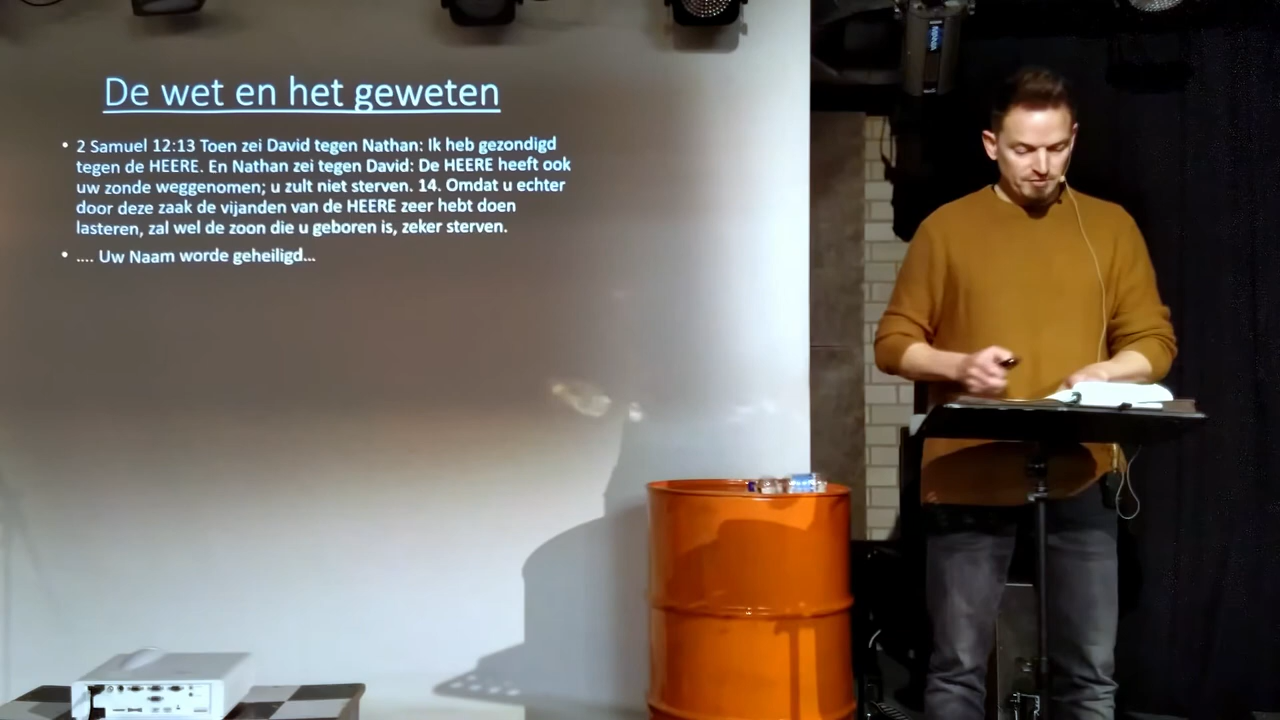 De wet en het geweten
• 2 Samuel 12:13 Toen zei David tegen Nathan: Ik heb gezondigd
tegen de HEERE. En Nathan zei tegen David: De HEERE heeft ook
uw zonde weggenomen; u zult niet sterven. 14. Omdat u echter
door deze zaak de vijanden van de HEERE zeer hebt doen
lasteren, zal wel de zoon die u geboren is, zeker sterven.
• .... Uw Naam worde geheiligd...